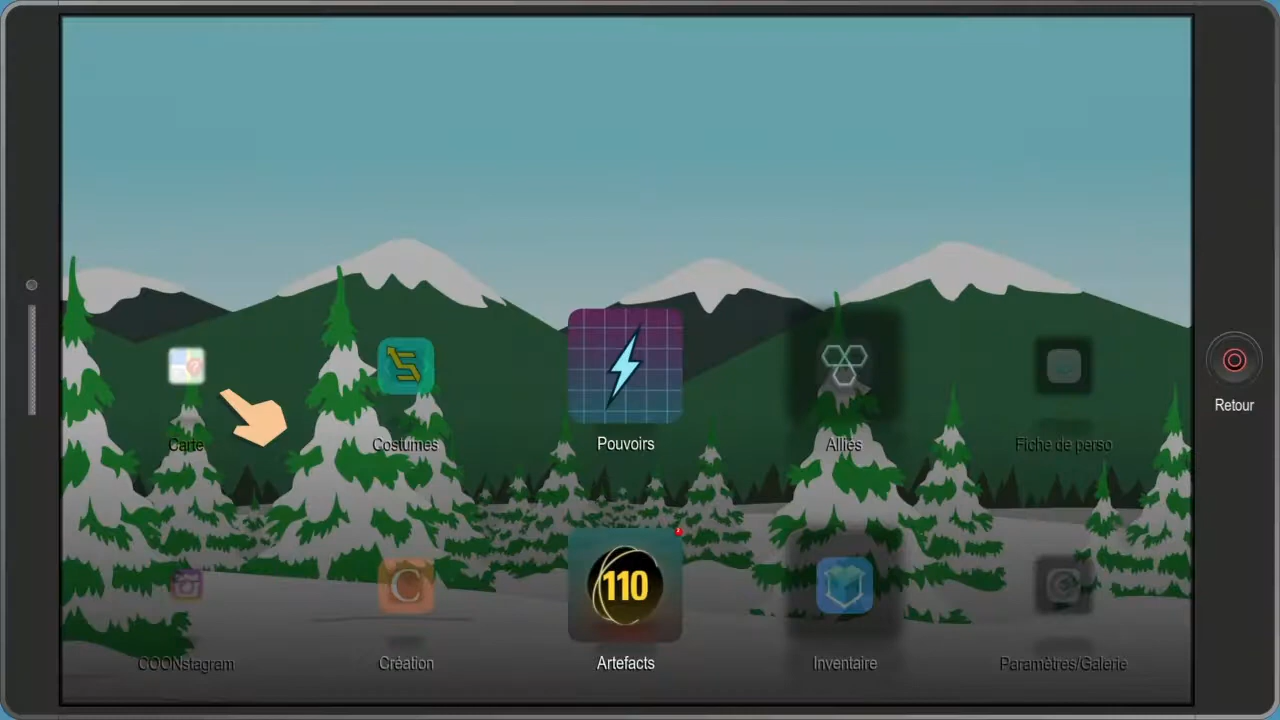 Carte
Costumes
Pouvoirs
Alliés
Fiche de perso
Retour
110
C
COONstagram
Création
Artefacts
Inventaire
Paramètres/Galerie